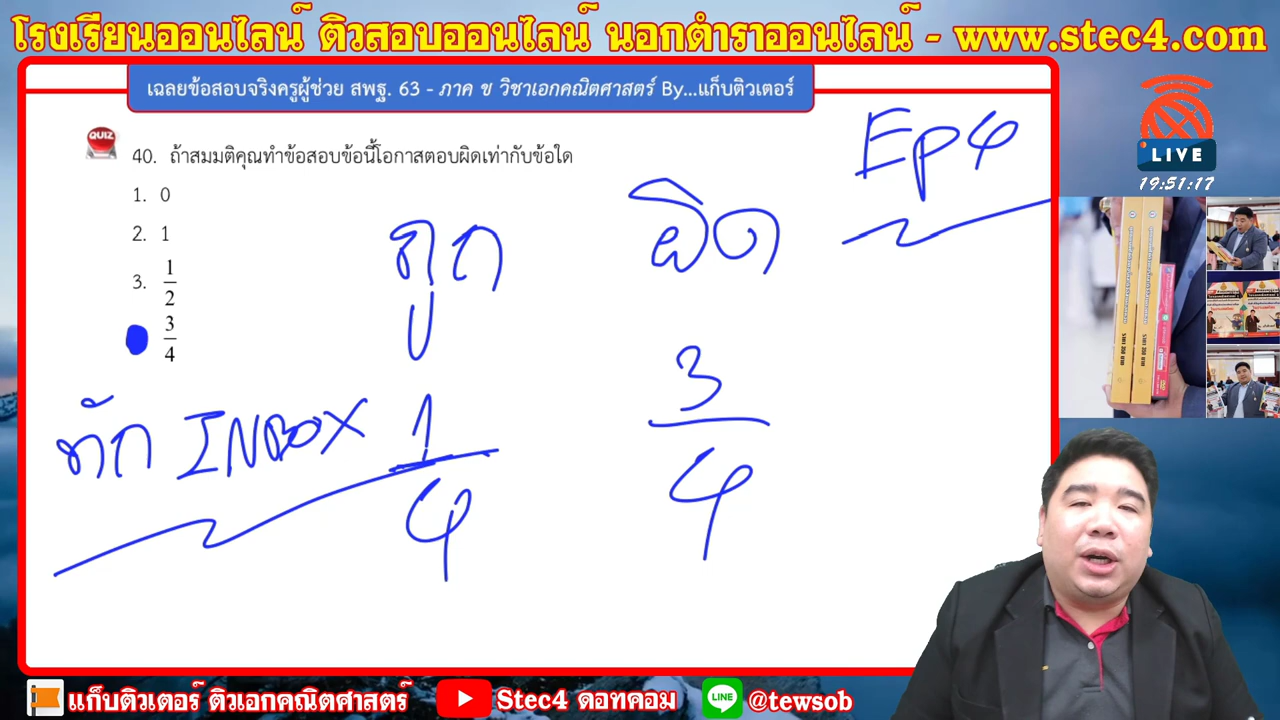 โรงเรียนออนไลน์ ติวสอบออนไลน์ นอกตำราออนไลน์ - www.stec4.com
เฉลยข้อสอบจริงครูผู้ช่วย สพฐ. 63 - ภาค ข วิชาเอกคณิตศาสตร์ By...แก็บติวเตอร์
Ep4
LIVE
19:51:17
QUIZ
40. ถ้าสมมติคุณทำข้อสอบข้อนี้โอกาสตอบผิดเท่ากับข้อใด
1. 0
2. 1
3. 1/2
3/4
ถูก ผิด
ทัก INBOX
1/4 3/4
แก็บติวเตอร์ ติวเอกคณิตศาสตร์ Stec4 ดอทคอม LINE @tewsob